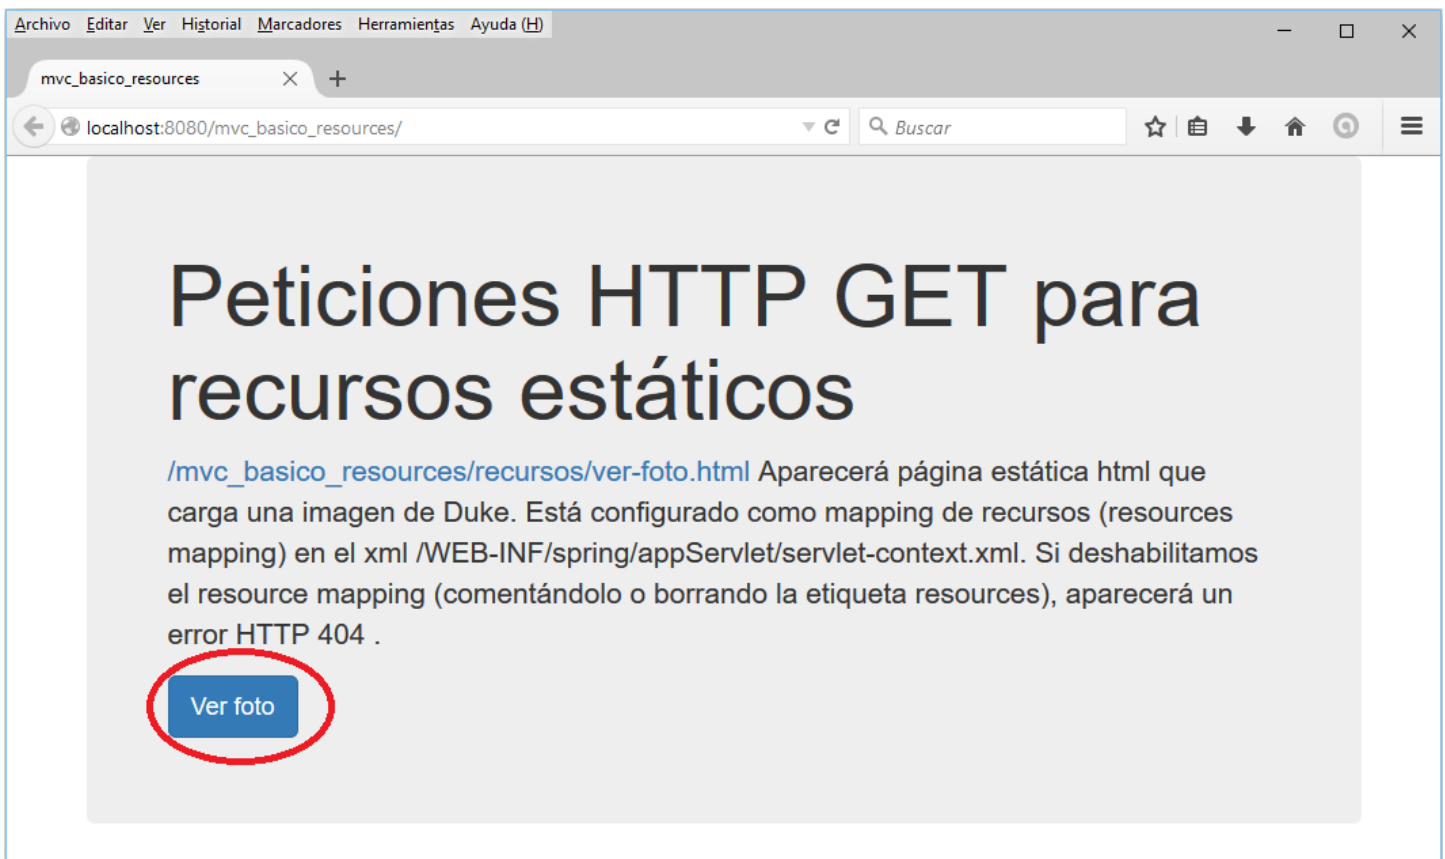 Archivo Editar Ver Historial Marcadores Herramientas Ayuda (H)
mvc_basico_resources
localhost:8080/mvc_basico_resources/
Buscar
Peticiones HTTP GET para
recursos estáticos
/mvc_basico_resources/recursos/ver-foto.html Aparecerá página estática html que
carga una imagen de Duke. Está configurado como mapping de recursos (resources
mapping) en el xml /WEB-INF/spring/appServlet/servlet-context.xml. Si deshabilitamos
el resource mapping (comentándolo o borrando la etiqueta resources), aparecerá un
error HTTP 404 .
Ver foto